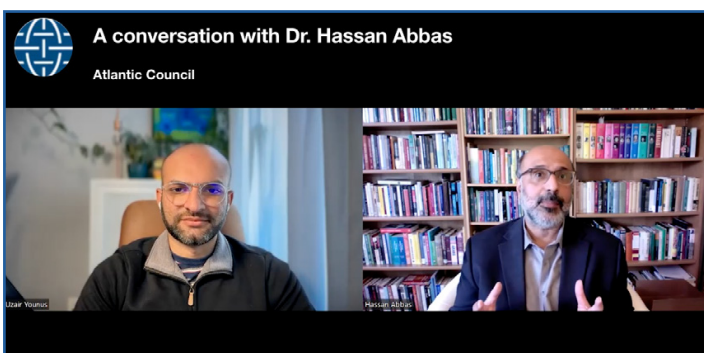 A conversation with Dr. Hassan Abbas
Atlantic Council
Uzair Younus
Hassan Abbas